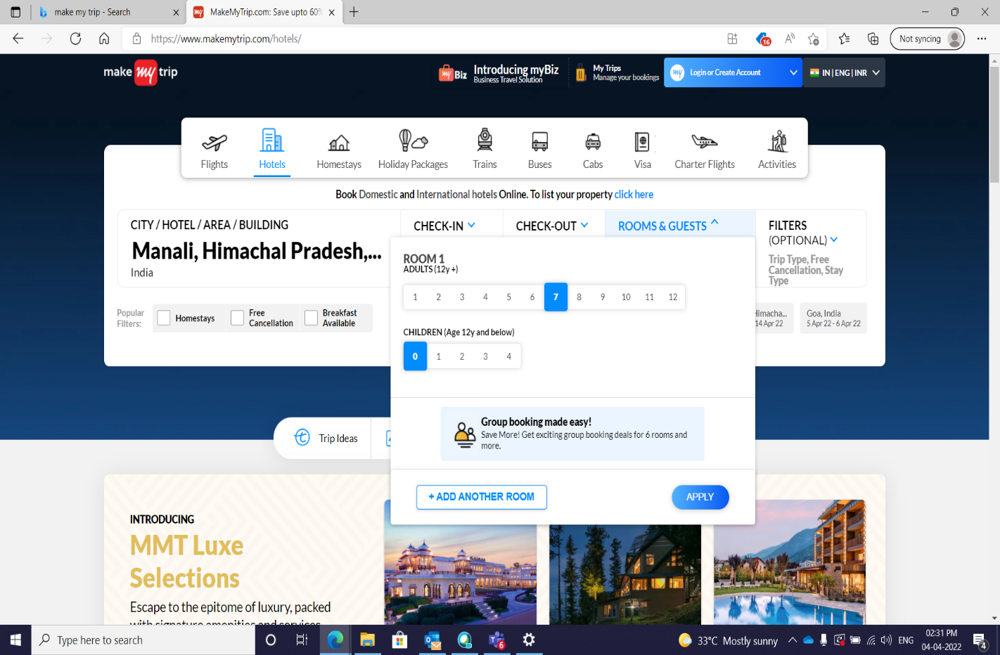 make my trip - Search
MakeMyTrip.com: Save upto 60%
https://www.makemytrip.com/hotels/
16
Not syncing
make my trip
Biz
Introducing myBiz
Business Travel Solution
My Trips
Manage your bookings
my
Login or Create Account
IN | ENG | INR
Flights
Hotels
Homestays
Holiday Packages
Trains
Buses
Cabs
Visa
Charter Flights
Activities
Book Domestic and International hotels Online. To list your property click here
CITY / HOTEL / AREA / BUILDING
Manali, Himachal Pradesh,...
India
CHECK-IN
CHECK-OUT
ROOMS & GUESTS
FILTERS
(OPTIONAL)
Trip Type, Free
Cancellation, Stay
Type
ROOM 1
ADULTS (12y +)
1 2 3 4 5 6 7 8 9 10 11 12
CHILDREN (Age 12y and below)
0 1 2 3 4
Popular
Filters:
Homestays
Free
Cancellation
Breakfast
Available
Himacha...
14 Apr 22
Goa, India
5 Apr 22 - 6 Apr 22
Group booking made easy!
Save More! Get exciting group booking deals for 6 rooms and
more.
+ ADD ANOTHER ROOM
APPLY
Trip Ideas
INTRODUCING
MMT Luxe
Selections
Escape to the epitome of luxury, packed
with signature amenities and services
Type here to search
6
33°C Mostly sunny
ENG
02:31 PM
04-04-2022
4